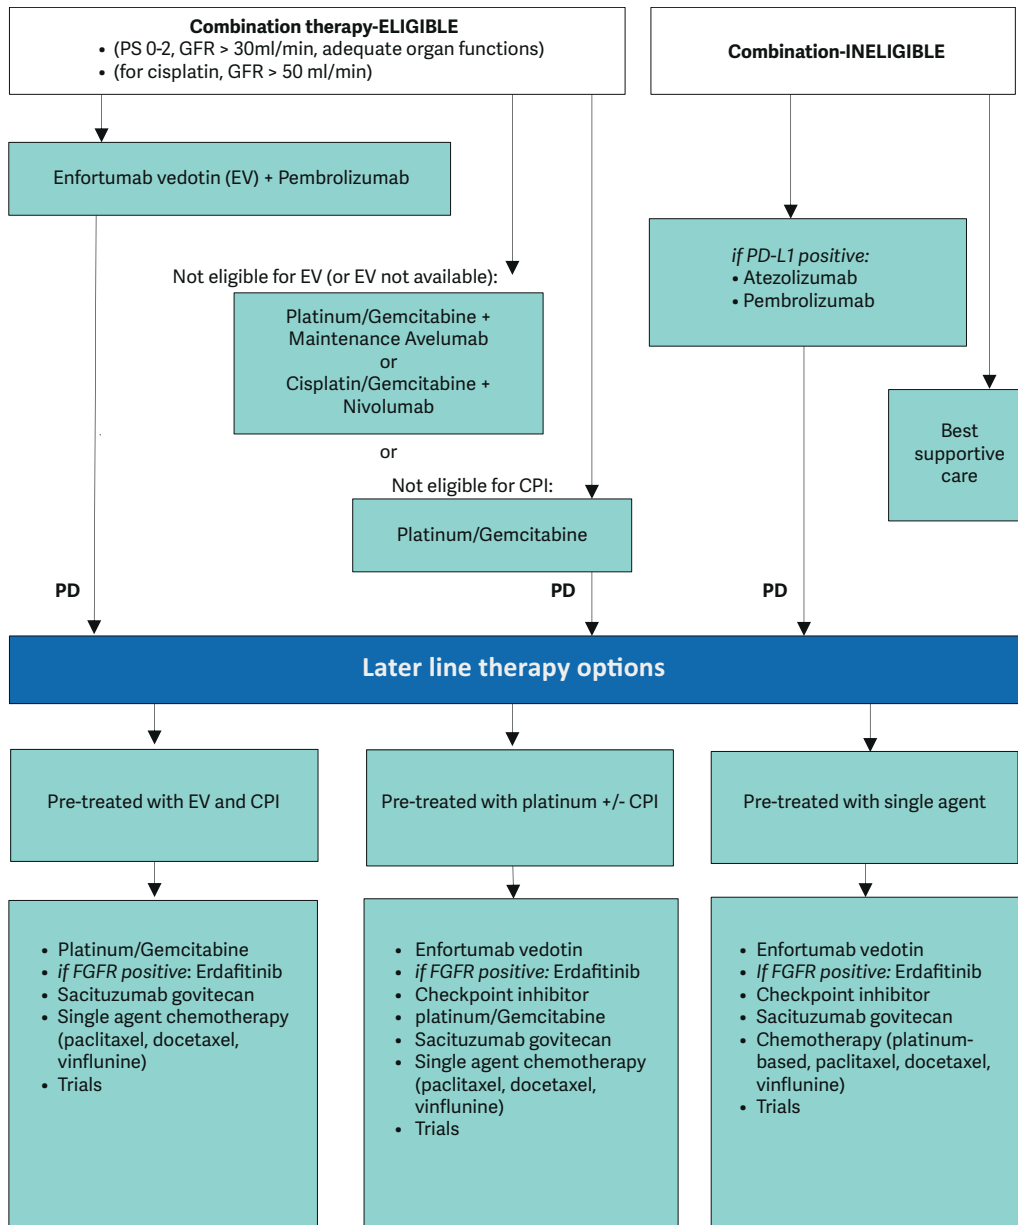 Combination therapy-ELIGIBLE
• (PS 0-2, GFR > 30ml/min, adequate organ functions)
• (for cisplatin, GFR > 50 ml/min)
Combination-INELIGIBLE
Enfortumab vedotin (EV) + Pembrolizumab
Not eligible for EV (or EV not available):
Platinum/Gemcitabine +
Maintenance Avelumab
or
Cisplatin/Gemcitabine +
Nivolumab
or
Not eligible for CPI:
Platinum/Gemcitabine
if PD-L1 positive:
• Atezolizumab
• Pembrolizumab
Best
supportive
care
PD
PD
PD
Later line therapy options
Pre-treated with EV and CPI
Pre-treated with platinum +/- CPI
Pre-treated with single agent
• Platinum/Gemcitabine
• if FGFR positive: Erdafitinib
• Sacituzumab govitecan
• Single agent chemotherapy
(paclitaxel, docetaxel,
vinflunine)
• Trials
• Enfortumab vedotin
• if FGFR positive: Erdafitinib
• Checkpoint inhibitor
• platinum/Gemcitabine
• Sacituzumab govitecan
• Single agent chemotherapy
(paclitaxel, docetaxel,
vinflunine)
• Trials
• Enfortumab vedotin
• If FGFR positive: Erdafitinib
• Checkpoint inhibitor
• Sacituzumab govitecan
• Chemotherapy (platinum-
based, paclitaxel, docetaxel,
vinflunine)
• Trials